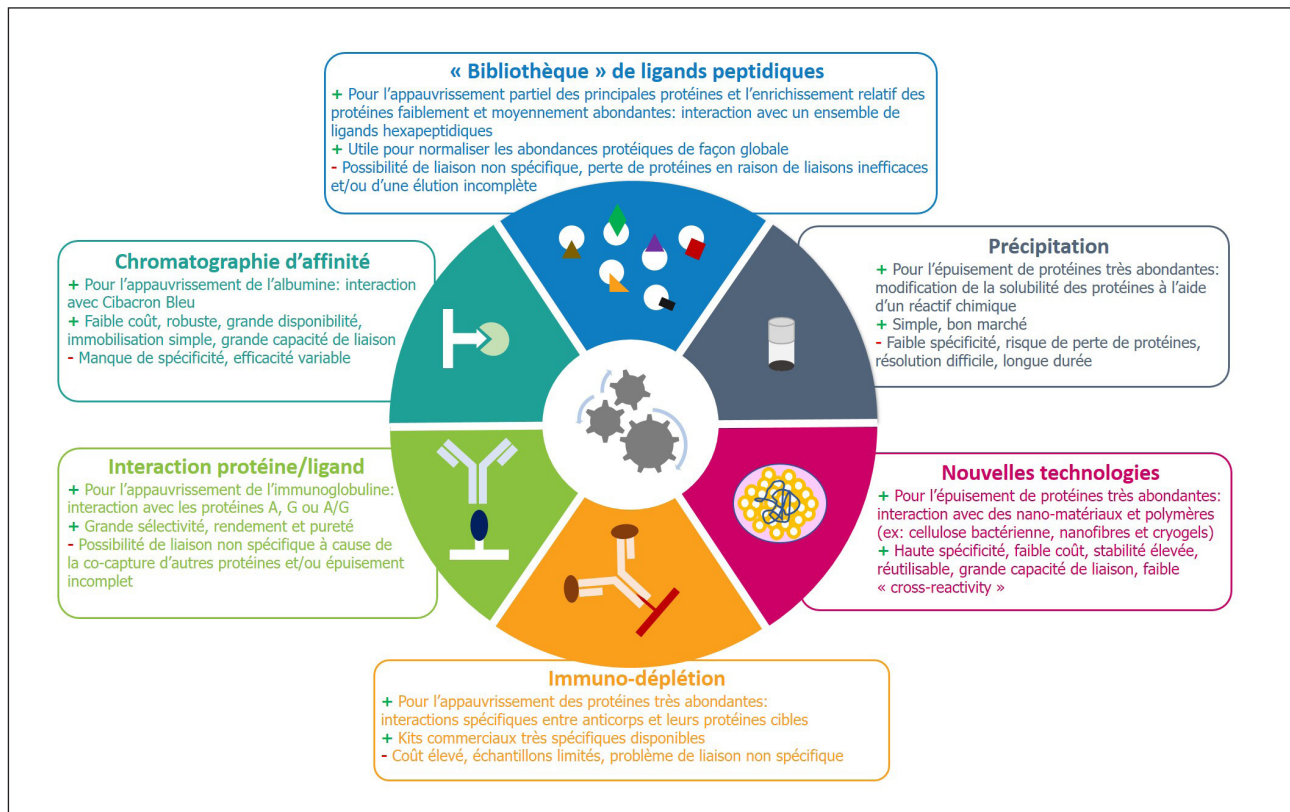 « Bibliothèque » de ligands peptidiques
+ Pour l’appauvrissement partiel des principales protéines et l’enrichissement relatif des
protéines faiblement et moyennement abondantes: interaction avec un ensemble de
ligands hexapeptidiques
+ Utile pour normaliser les abondances protéiques de façon globale
- Possibilité de liaison non spécifique, perte de protéines en raison de liaisons inefficaces
et/ou d’une élution incomplète
Chromatographie d’affinité
+ Pour l’appauvrissement de l’albumine: interaction
avec Cibacron Bleu
+ Faible coût, robuste, grande disponibilité,
immobilisation simple, grande capacité de liaison
- Manque de spécificité, efficacité variable
Précipitation
+ Pour l’épuisement de protéines très abondantes:
modification de la solubilité des protéines à l’aide
d’un réactif chimique
+ Simple, bon marché
- Faible spécificité, risque de perte de protéines,
résolution difficile, longue durée
Interaction protéine/ligand
+ Pour l’appauvrissement de l’immunoglobuline:
interaction avec les protéines A, G ou A/G
+ Grande sélectivité, rendement et pureté
- Possibilité de liaison non spécifique à cause de
la co-capture d’autres protéines et/ou épuisement
incomplet
Nouvelles technologies
+ Pour l’épuisement de protéines très abondantes:
interaction avec des nano-matériaux et polymères
(ex: cellulose bactérienne, nanofibres et cryogels)
+ Haute spécificité, faible coût, stabilité élevée,
réutilisable, grande capacité de liaison, faible
« cross-reactivity »
Immuno-déplétion
+ Pour l’appauvrissement des protéines très abondantes:
interactions spécifiques entre anticorps et leurs protéines cibles
+ Kits commerciaux très spécifiques disponibles
- Coût élevé, échantillons limités, problème de liaison non spécifique